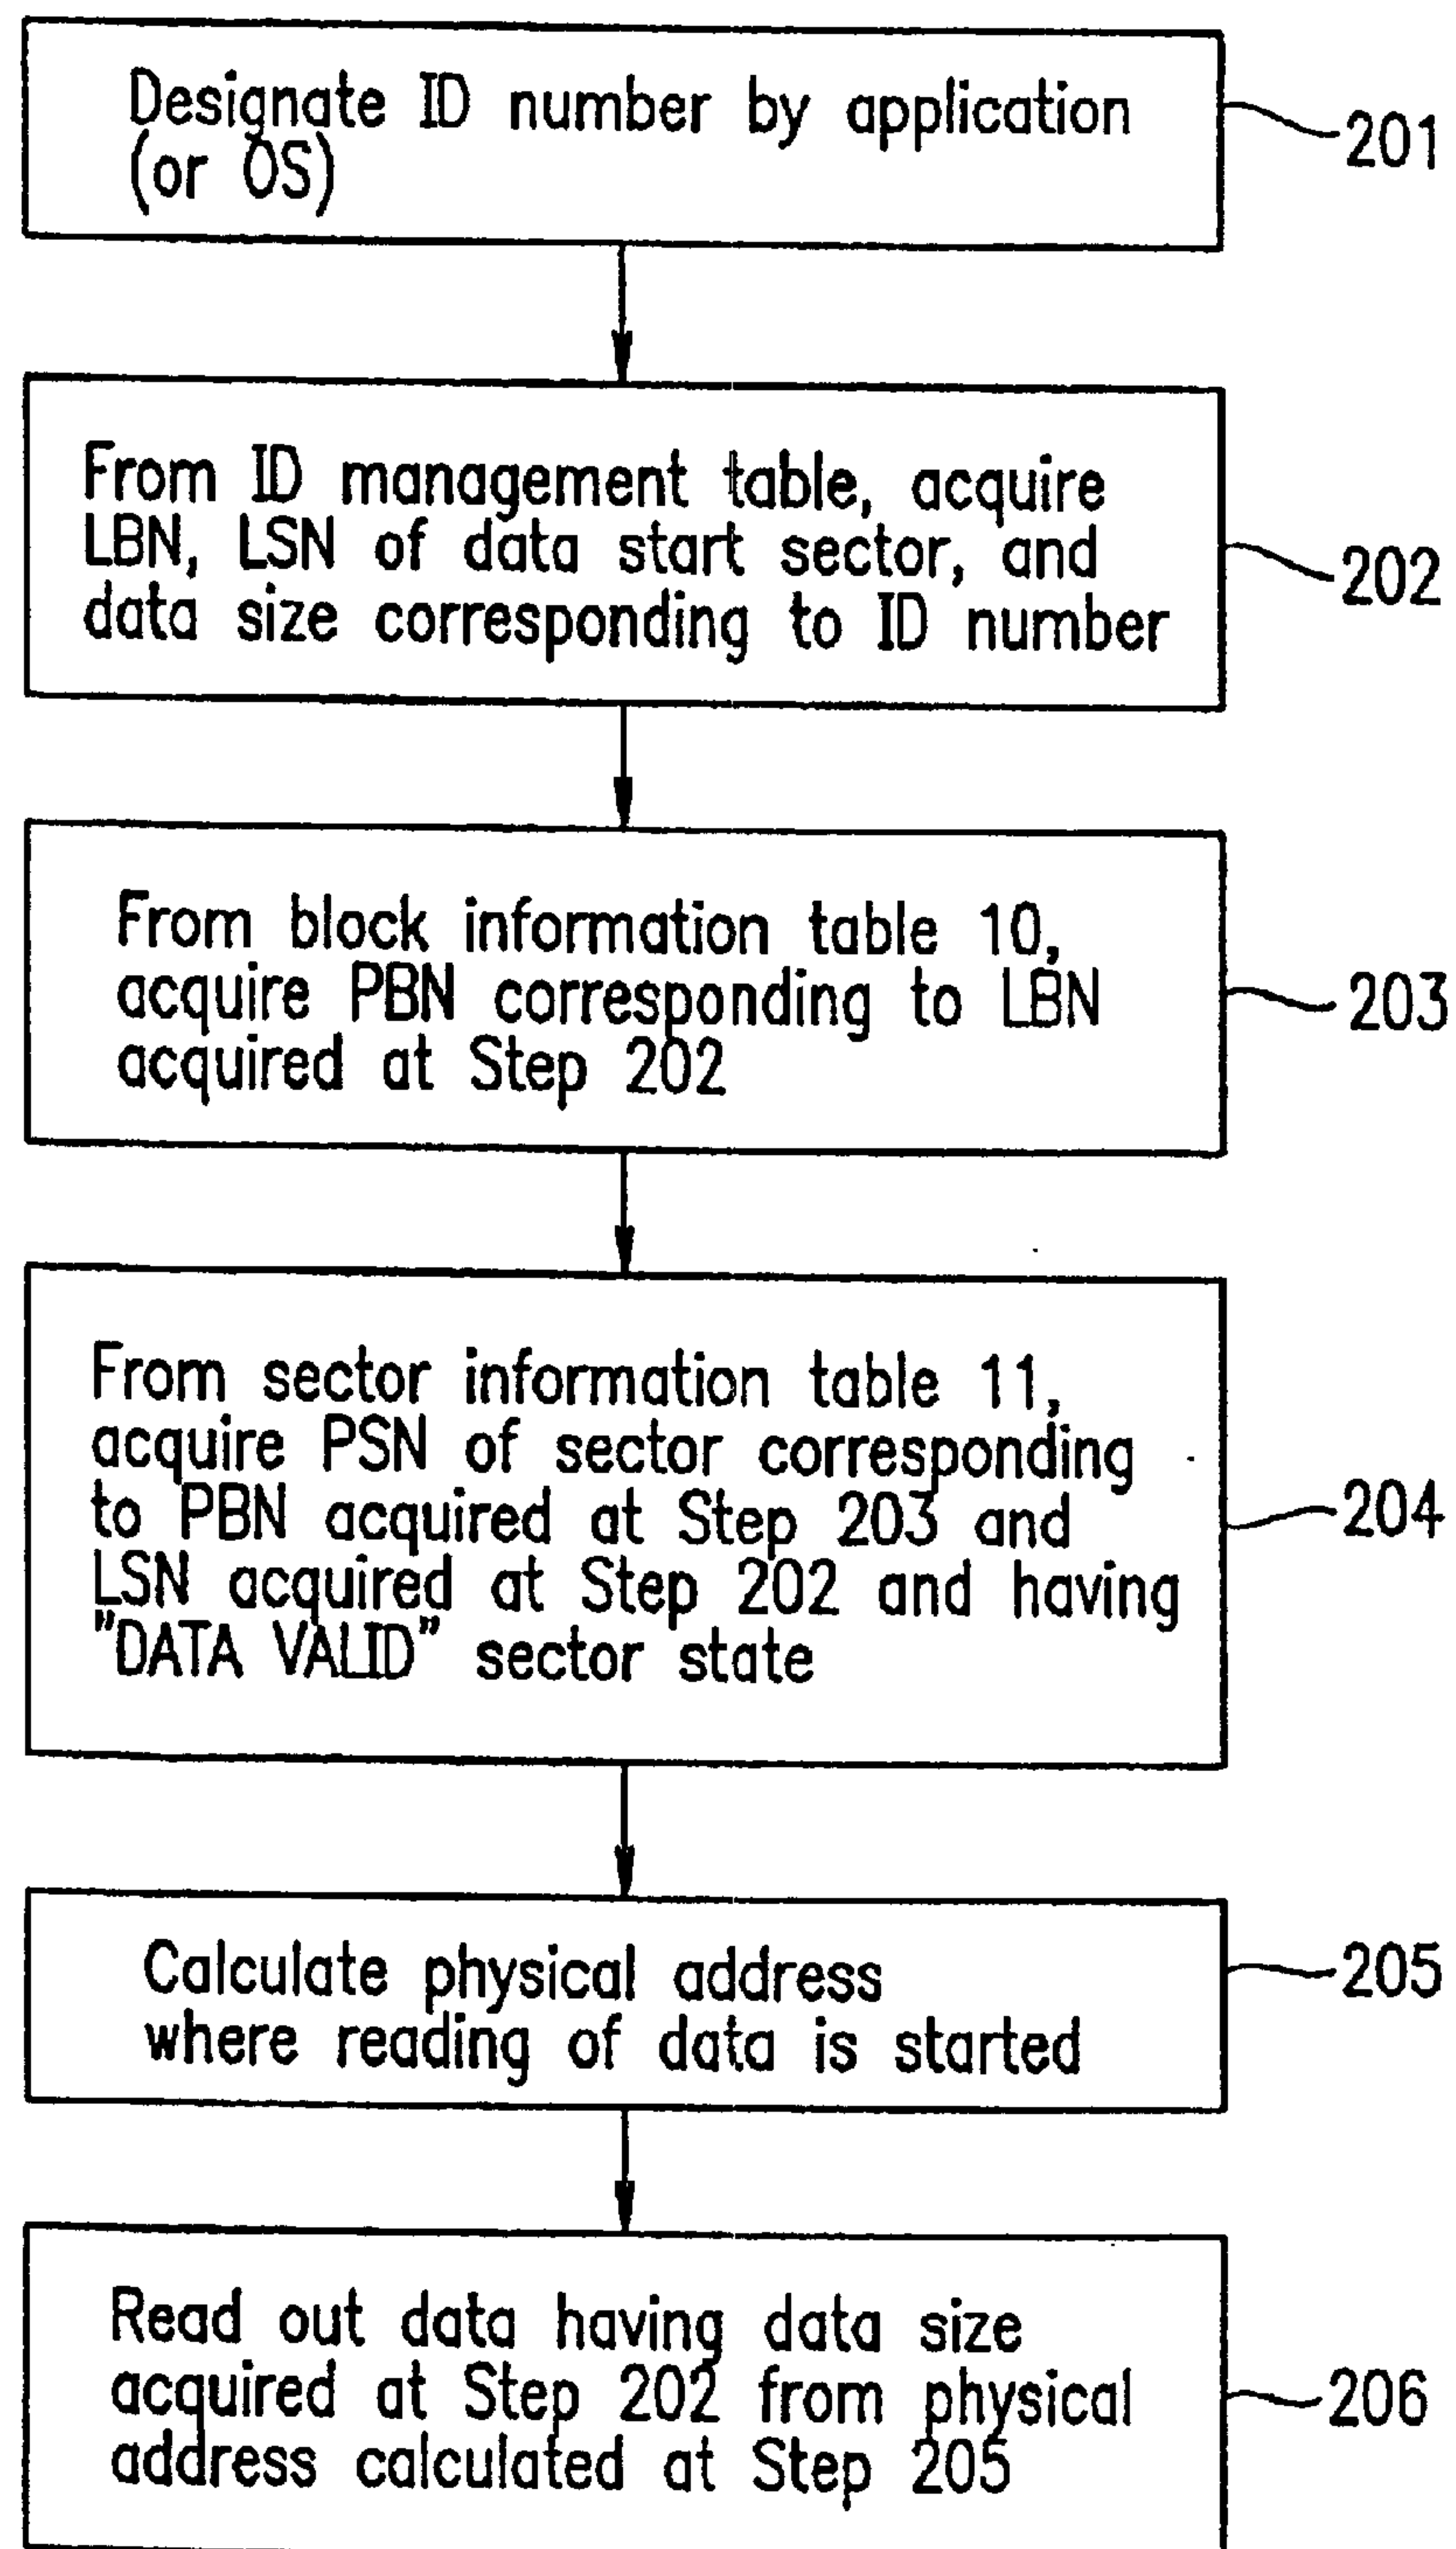 Designate ID number by application
(or OS)
201
From ID management table, acquire
LBN, LSN of data start sector, and
data size corresponding to ID number
202
From block information table 10,
acquire PBN corresponding to LBN
acquired at Step 202
203
From sector information table 11,
acquire PSN of sector corresponding
to PBN acquired at Step 203 and
LSN acquired at Step 202 and having
"DATA VALID" sector state
204
Calculate physical address
where reading of data is started
205
Read out data having data size
acquired at Step 202 from physical
address calculated at Step 205
206